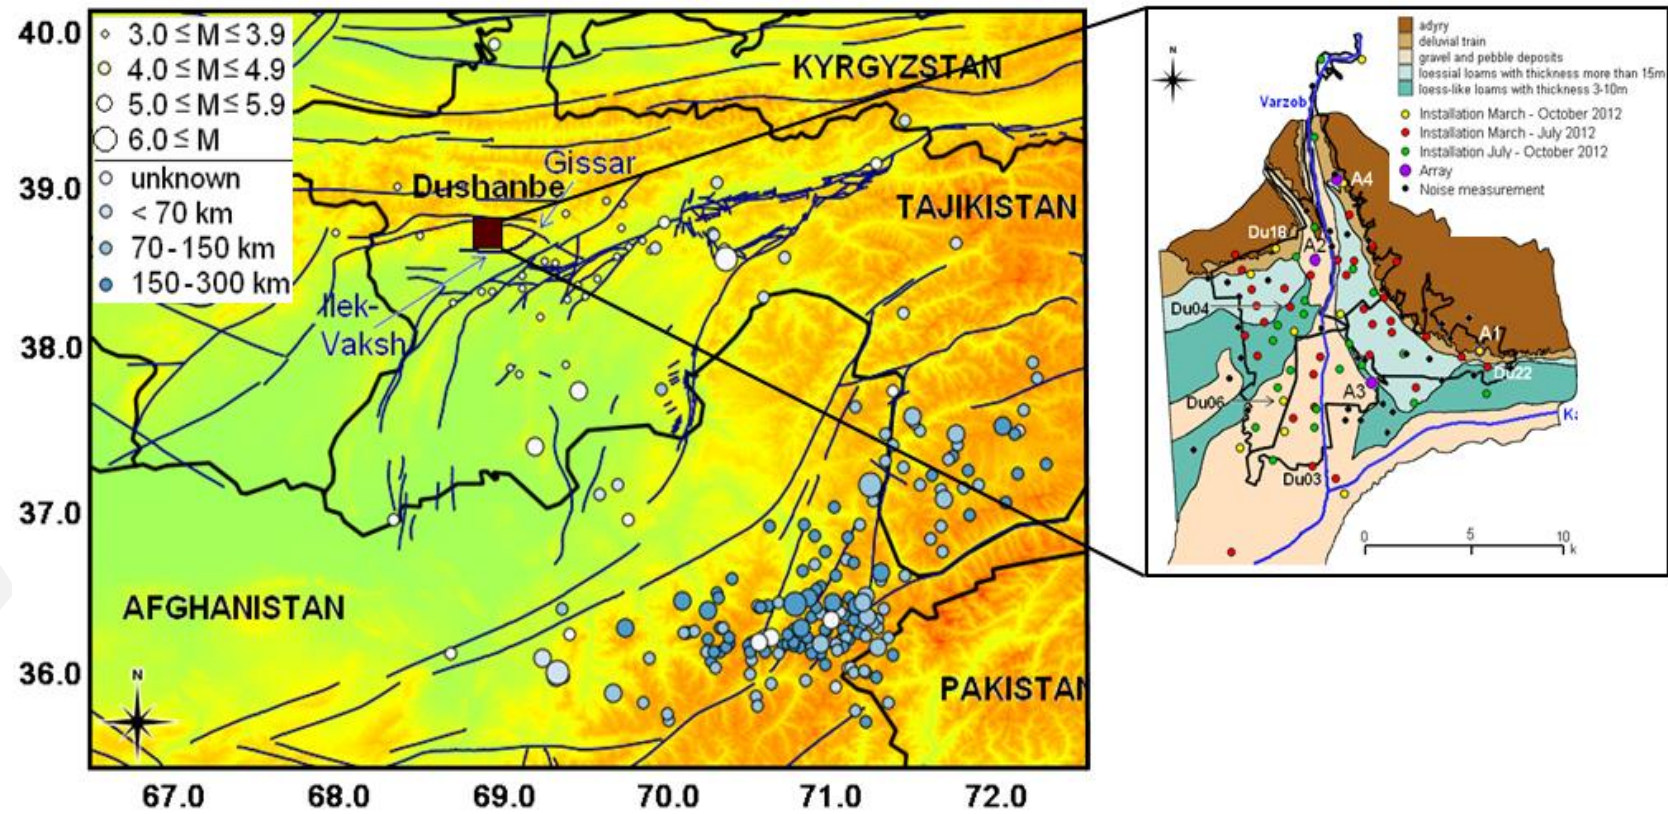 40.0
39.0
38.0
37.0
36.0
3.0 ≤ M ≤ 3.9
4.0 ≤ M ≤ 4.9
5.0 ≤ M ≤ 5.9
6.0 ≤ M
unknown
< 70 km
70-150 km
150-300 km
KYRGYZSTAN
Gissar
Dushanbe
TAJIKISTAN
Ilek-
Vaksh
AFGHANISTAN
PAKISTAN
N
67.0 68.0 69.0 70.0 71.0 72.0
adyry
deluvial train
gravel and pebble deposits
loessial loams with thickness more than 15m
loess-like loams with thickness 3-10m
Installation March - October 2012
Installation March - July 2012
Installation July - October 2012
Array
Noise measurement
N
Varzob
A4
Du18
A2
Du04
A1
Du22
A3
Du06
Du03
0 5 10
k